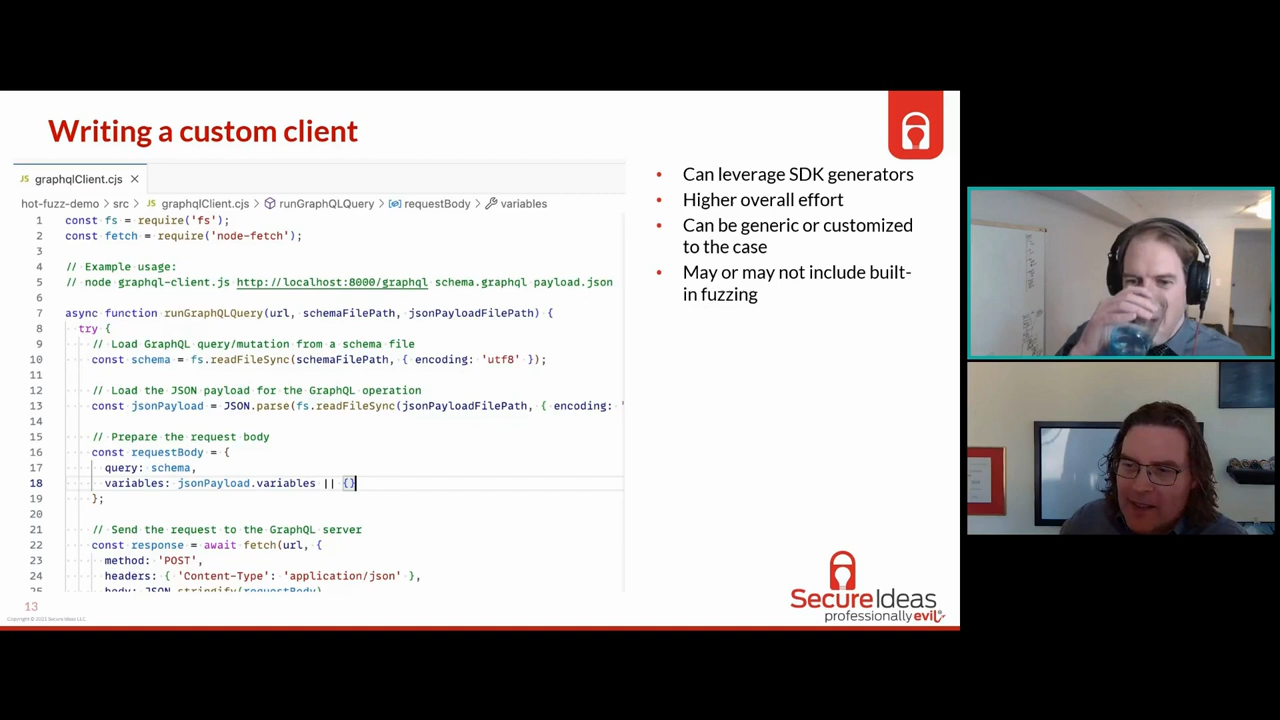 Writing a custom client
JS graphqlClient.cjs ×
hot-fuzz-demo > src > JS graphqlClient.cjs > runGraphQLQuery > requestBody > variables
1 const fs = require('fs');
2 const fetch = require('node-fetch');
3
4 // Example usage:
5 // node graphql-client.js http://localhost:8000/graphql schema.graphql payload.json
6
7 async function runGraphQLQuery(url, schemaFilePath, jsonPayloadFilePath) {
8 try {
9 // Load GraphQL query/mutation from a schema file
10 const schema = fs.readFileSync(schemaFilePath, { encoding: 'utf8' });
11
12 // Load the JSON payload for the GraphQL operation
13 const jsonPayload = JSON.parse(fs.readFileSync(jsonPayloadFilePath, { encoding: '
14
15 // Prepare the request body
16 const requestBody = {
17 query: schema,
18 variables: jsonPayload.variables || {}
19 };
20
21 // Send the request to the GraphQL server
22 const response = await fetch(url, {
23 method: 'POST',
24 headers: { 'Content-Type': 'application/json' },
25 body: JSON.stringify(requestBody)
• Can leverage SDK generators
• Higher overall effort
• Can be generic or customized
to the case
• May or may not include built-
in fuzzing
13
SecureIdeas
professionally evil